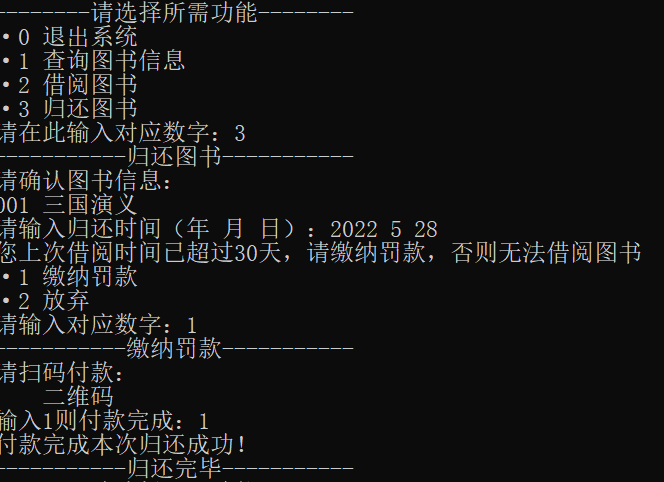 --------请选择所需功能--------
·0 退出系统
·1 查询图书信息
·2 借阅图书
·3 归还图书
请在此输入对应数字：3
-----------归还图书-----------
请确认图书信息：
001 三国演义
请输入归还时间（年 月 日）：2022 5 28
您上次借阅时间已超过30天，请缴纳罚款，否则无法借阅图书
·1 缴纳罚款
·2 放弃
请输入对应数字：1
-----------缴纳罚款-----------
请扫码付款：
    二维码
输入1则付款完成：1
付款完成本次归还成功！
-----------归还完毕-----------